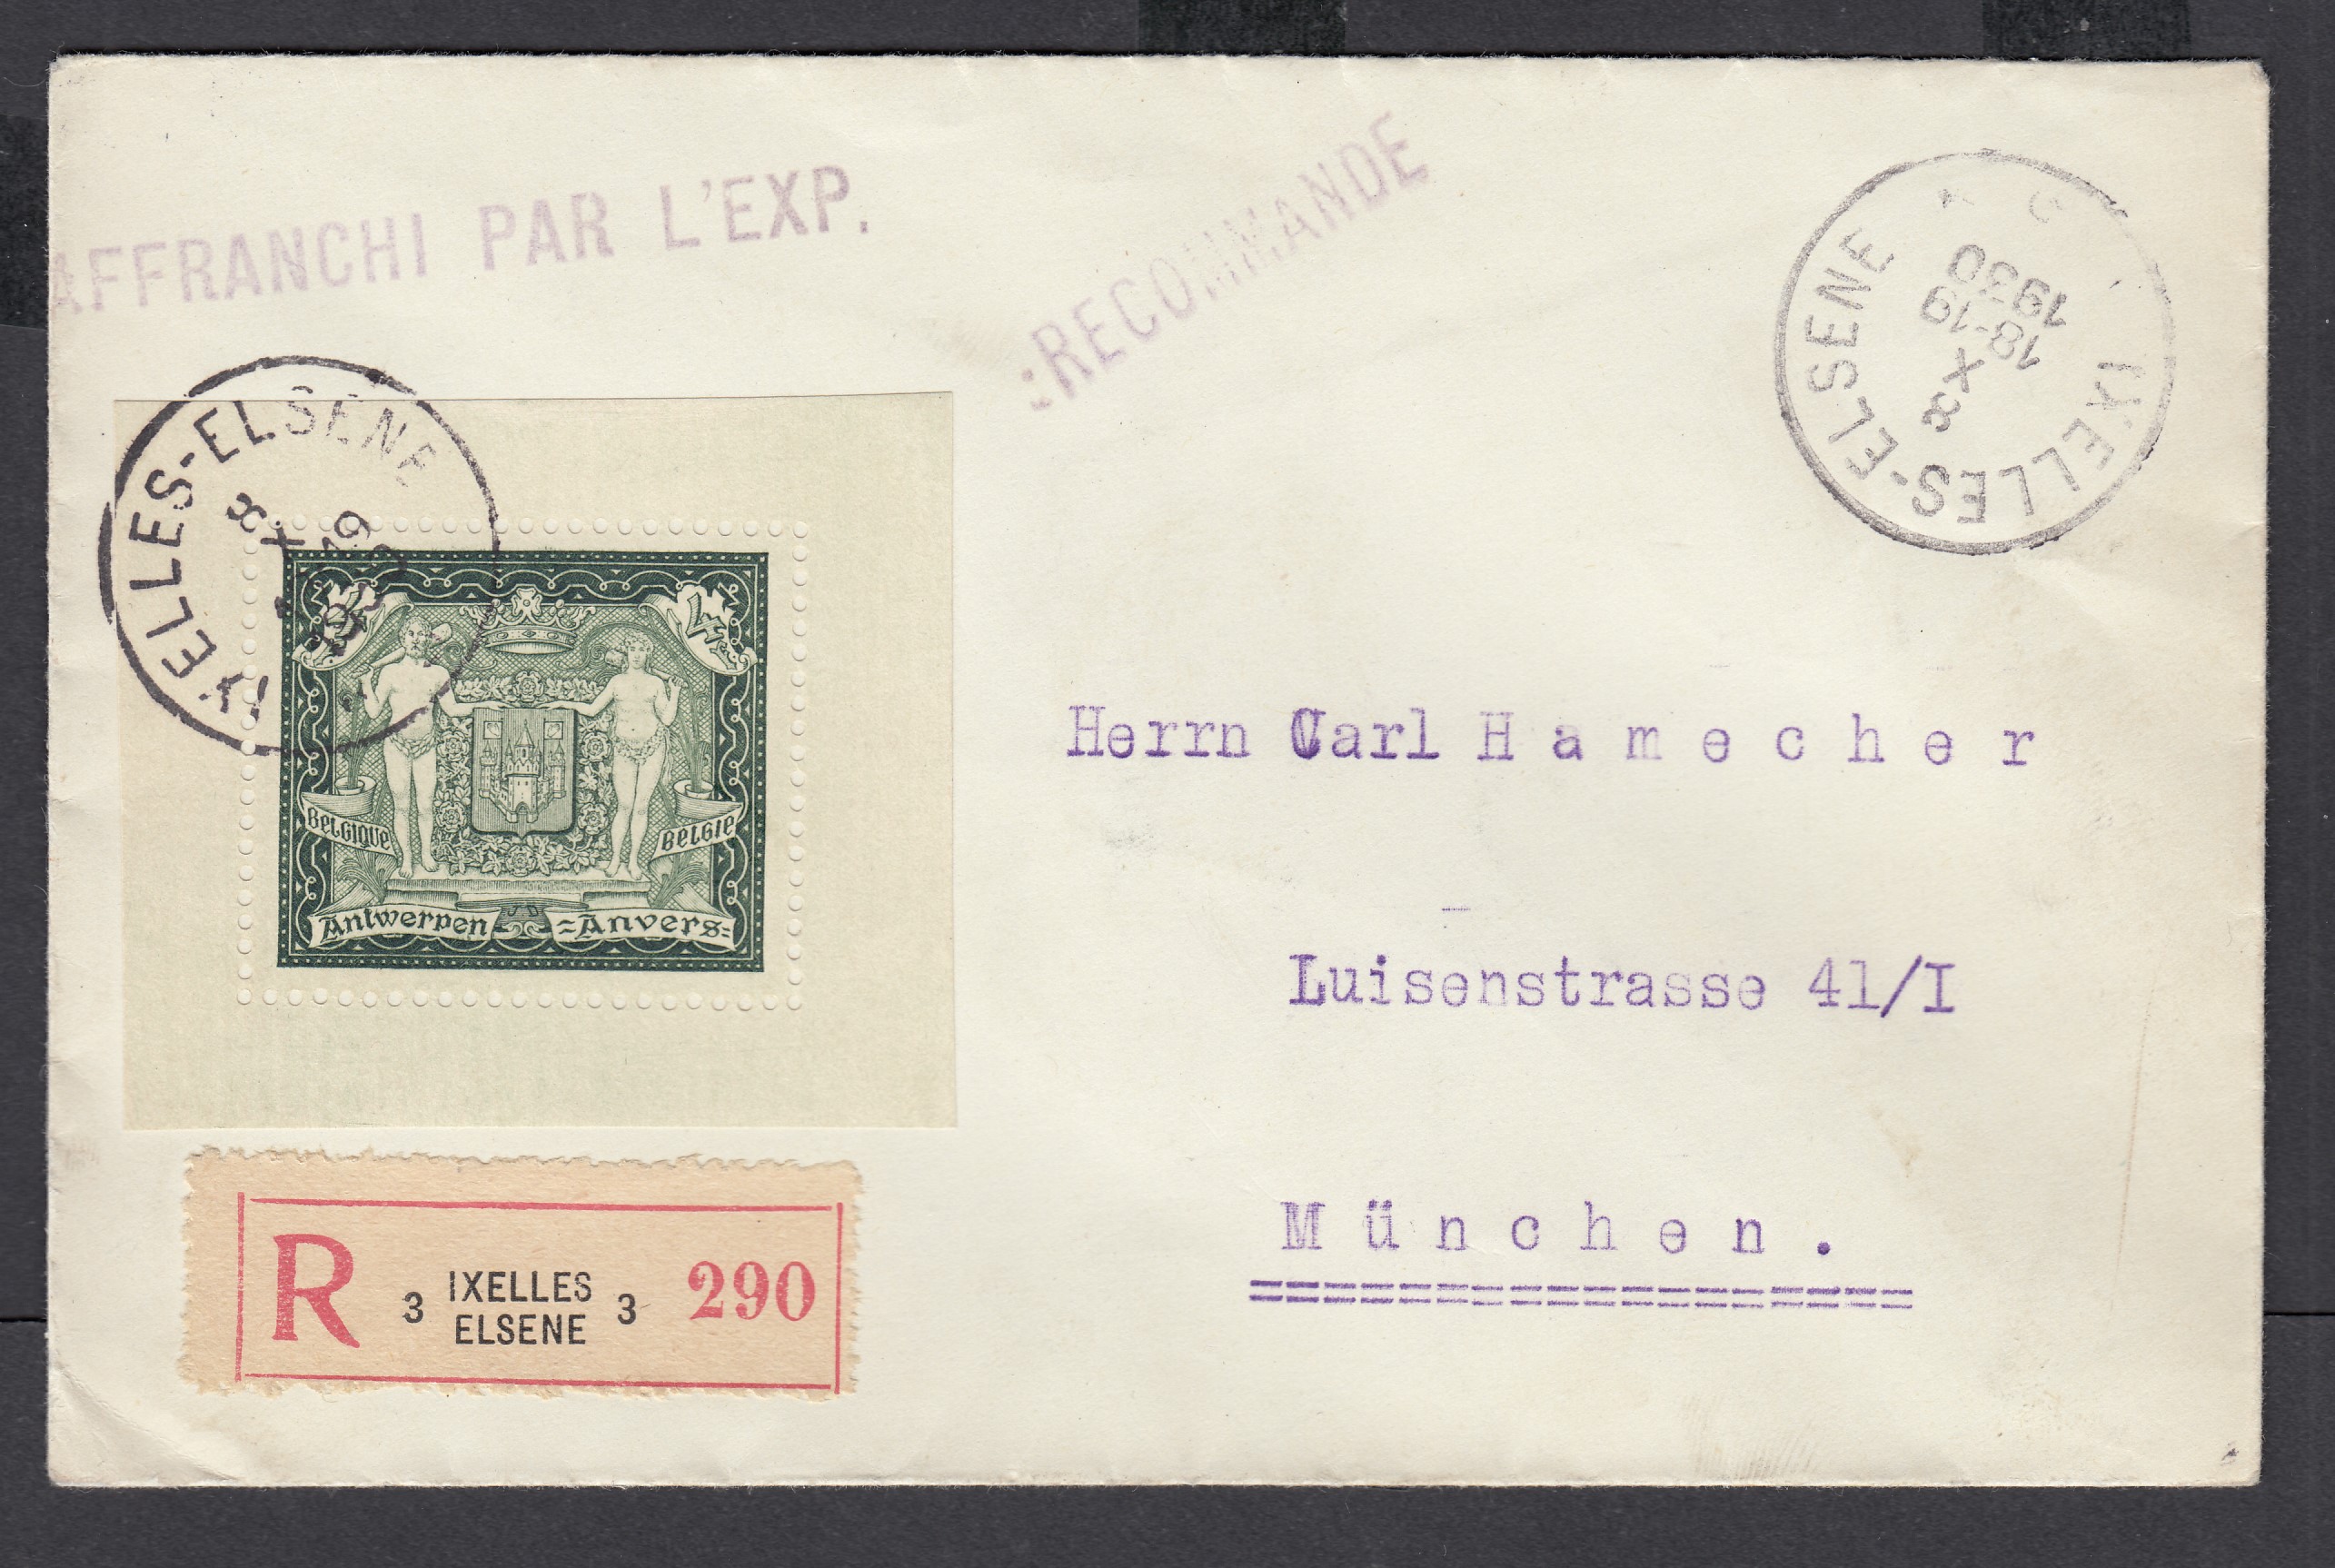 AFFRANCHI PAR L'EXP.
:RECOMMANDE
IXELLES-ELSENE
X
18-19
1930
IXELLES-ELSENE
X
BELGIQUE
BELGIE
Antwerpen
J D
=Anvers=
Herrn Carl Hamecher
Luisenstrasse 41/I
München.
R
3
IXELLES
ELSENE
3
290